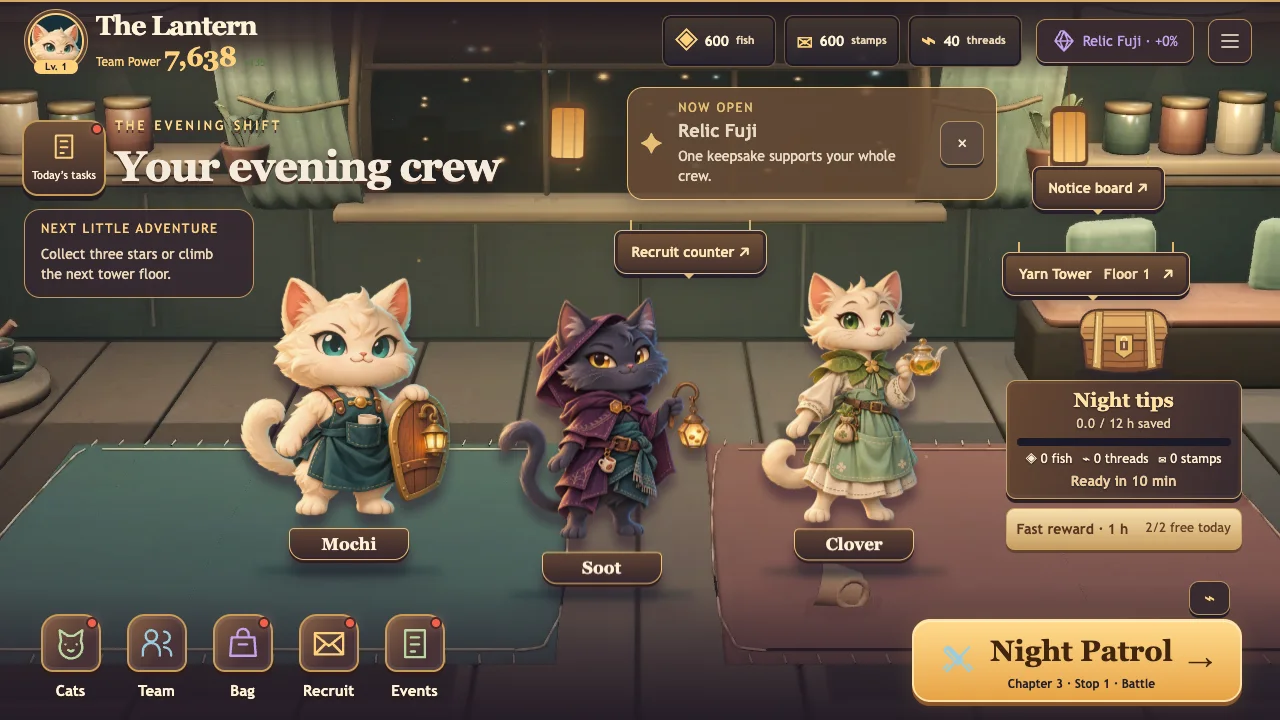 The Lantern
Lv. 1
Team Power 7,638
600 fish
600 stamps
40 threads
Relic Fuji · +0%
THE EVENING SHIFT
Your evening crew
Today's tasks
NOW OPEN
Relic Fuji
One keepsake supports your whole
crew.
×
Notice board ↗
NEXT LITTLE ADVENTURE
Collect three stars or climb
the next tower floor.
Recruit counter ↗
Yarn Tower Floor 1 ↗
Night tips
0.0 / 12 h saved
0 fish 0 threads 0 stamps
Ready in 10 min
Fast reward · 1 h 2/2 free today
Mochi
Soot
Clover
Cats
Team
Bag
Recruit
Events
Night Patrol →
Chapter 3 · Stop 1 · Battle